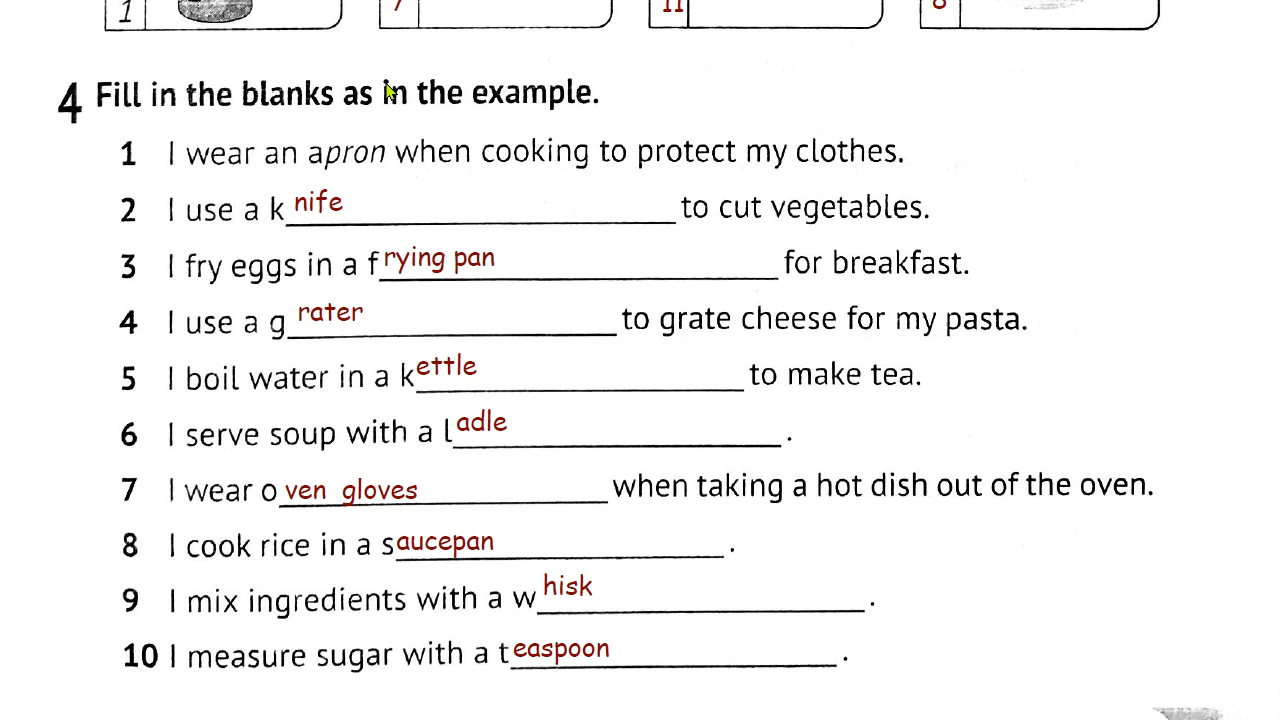 1 7 11 8
4 Fill in the blanks as in the example.
1 I wear an apron when cooking to protect my clothes.
2 I use a k nife to cut vegetables.
3 I fry eggs in a frying pan for breakfast.
4 I use a g rater to grate cheese for my pasta.
5 I boil water in a kettle to make tea.
6 I serve soup with a ladle.
7 I wear oven gloves when taking a hot dish out of the oven.
8 I cook rice in a saucepan.
9 I mix ingredients with a whisk.
10 I measure sugar with a teaspoon.